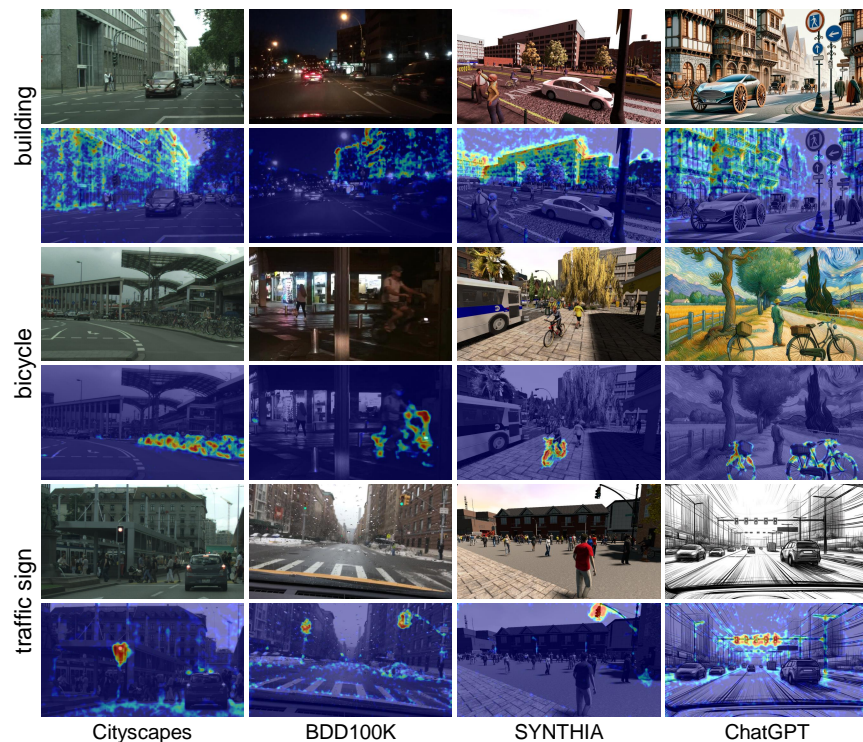 building
bicycle
traffic sign
Cityscapes
BDD100K
SYNTHIA
ChatGPT